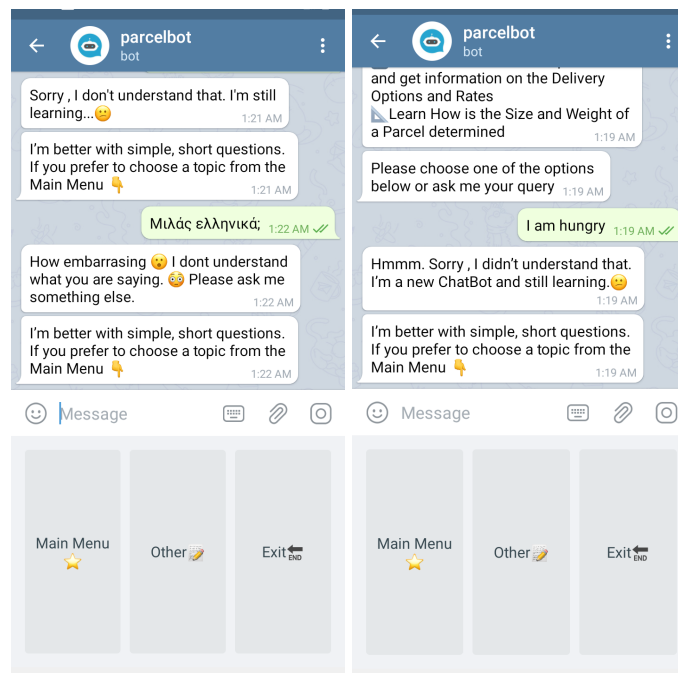 parcelbot
bot
Sorry , I don't understand that. I'm still
learning...😕
1:21 AM
I’m better with simple, short questions.
If you prefer to choose a topic from the
Main Menu 👇
1:21 AM
Μιλάς ελληνικά; 1:22 AM
How embarrasing 😮 I dont understand
what you are saying. 😳 Please ask me
something else.
1:22 AM
I’m better with simple, short questions.
If you prefer to choose a topic from the
Main Menu 👇
1:22 AM
Message
Main Menu
⭐
Other📝
Exit🔚
parcelbot
bot
and get information on the Delivery
Options and Rates
📐Learn How is the Size and Weight of
a Parcel determined
1:19 AM
Please choose one of the options
below or ask me your query 1:19 AM
I am hungry 1:19 AM
Hmmm. Sorry , I didn’t understand that.
I’m a new ChatBot and still learning.😕
1:19 AM
I’m better with simple, short questions.
If you prefer to choose a topic from the
Main Menu 👇
1:19 AM
Message
Main Menu
⭐
Other📝
Exit🔚